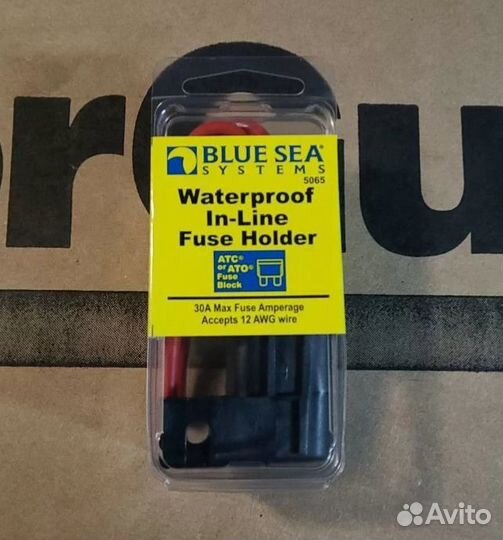 orGu
BLUE SEA®
SYSTEMS
5065
Waterproof
In-Line
Fuse Holder
ATC®
or ATO®
Fuse
Block
30A Max Fuse Amperage
Accepts 12 AWG wire
Avito